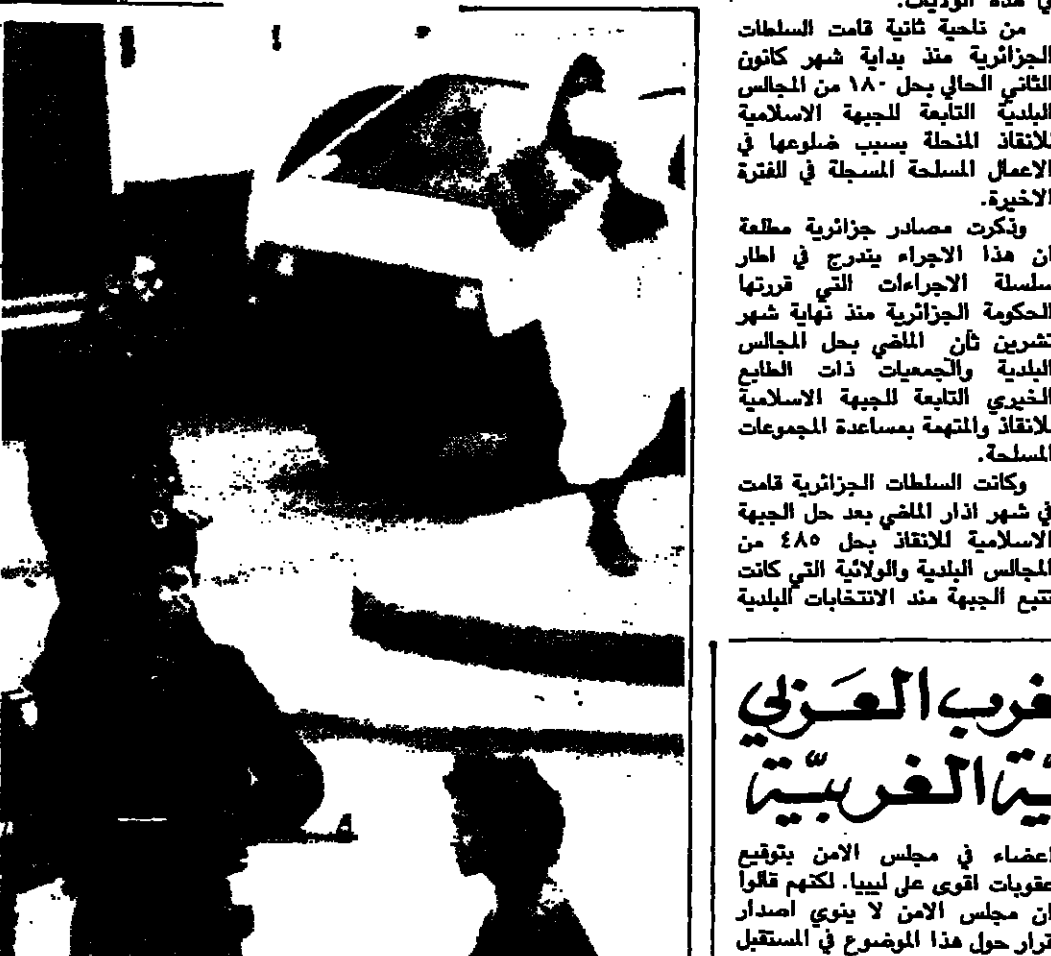 في هذه الولايات.
من ناحية ثانية قامت السلطات
الجزائرية منذ بداية شهر كانون
الثاني الحالي بحل ١٨٠ من المجالس
البلدية التابعة للجبهة الاسلامية
للانقاذ المنحلة بسبب ضلوعها في
الاعمال المسلحة المسجلة في الفترة
الاخيرة.
وذكرت مصادر جزائرية مطلعة
ان هذا الاجراء يندرج في اطار
سلسلة الاجراءات التي قررتها
الحكومة الجزائرية منذ نهاية شهر
تشرين ثان الماضي بحل المجالس
البلدية والجمعيات ذات الطابع
الخيري التابعة للجبهة الاسلامية
للانقاذ والمتهمة بمساعدة المجموعات
المسلحة.
وكانت السلطات الجزائرية قامت
في شهر اذار الماضي بعد حل الجبهة
الاسلامية للانقاذ بحل ٤٨٥ من
المجالس البلدية والولائية التي كانت
تتبع الجبهة مند الانتخابات البلدية
غرب العربي
ية الغربية
اعضاء في مجلس الامن بتوقيع
عقوبات اقوى على ليبيا. لكنهم قالوا
ان مجلس الامن لا ينوي اصدار
قرار حول هذا الموضوع في المستقبل